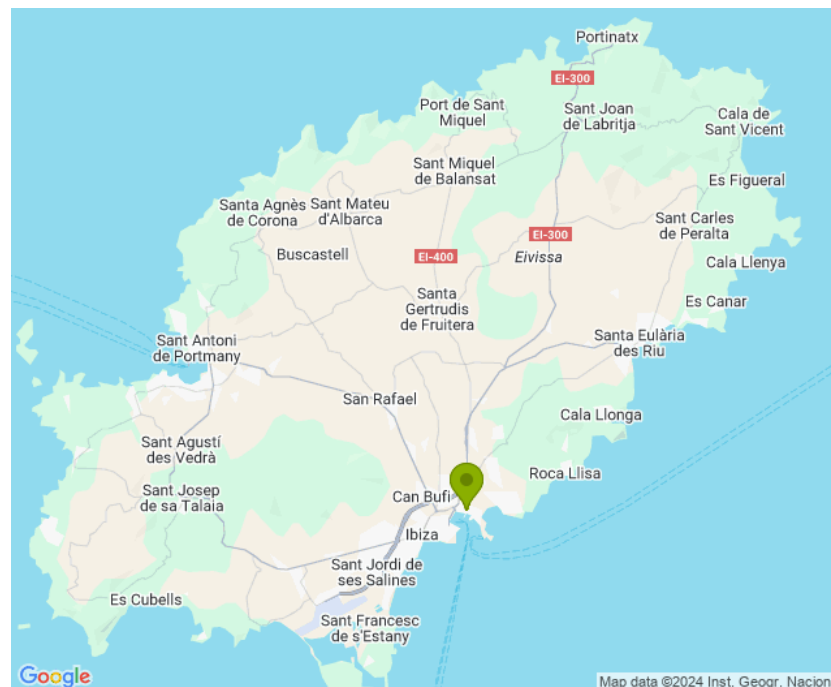 Portinatx
EI-300
Port de Sant
Miquel
Sant Joan
de Labritja
Cala de
Sant Vicent
Sant Miquel
de Balansat
Es Figueral
Santa Agnès
de Corona
Sant Mateu
d'Albarca
Sant Carles
de Peralta
EI-300
Buscastell
EI-400
Eivissa
Cala Llenya
Santa
Gertrudis
de Fruitera
Es Canar
Sant Antoni
de Portmany
Santa Eulària
des Riu
San Rafael
Cala Llonga
Sant Agustí
des Vedrà
Roca Llisa
Sant Josep
de sa Talaia
Can Bufí
Ibiza
Sant Jordi de
ses Salines
Es Cubells
Sant Francesc
de s'Estany
Google
Map data ©2024 Inst. Geogr. Nacion